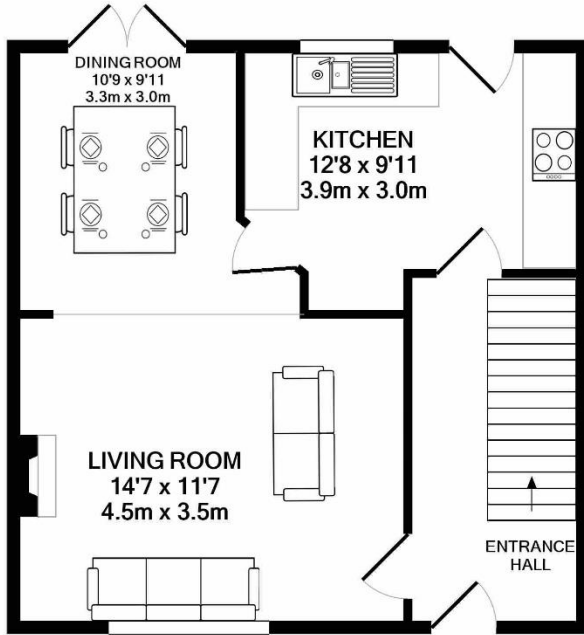 DINING ROOM
10'9 x 9'11
3.3m x 3.0m
KITCHEN
12'8 x 9'11
3.9m x 3.0m
LIVING ROOM
14'7 x 11'7
4.5m x 3.5m
ENTRANCE
HALL